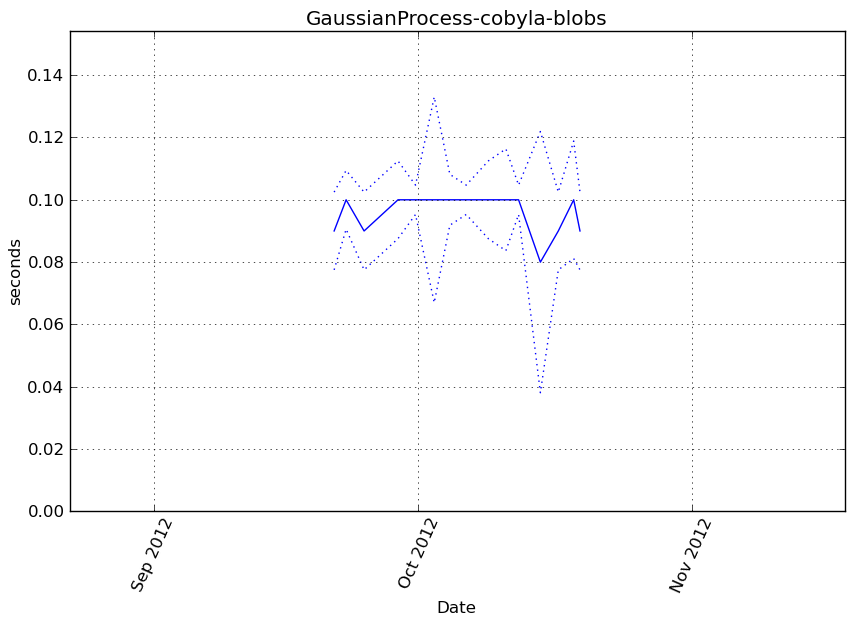 GaussianProcess-cobyla-blobs
0.14
0.12
0.10
0.08
0.06
0.04
0.02
0.00
seconds
Sep 2012
Oct 2012
Nov 2012
Date